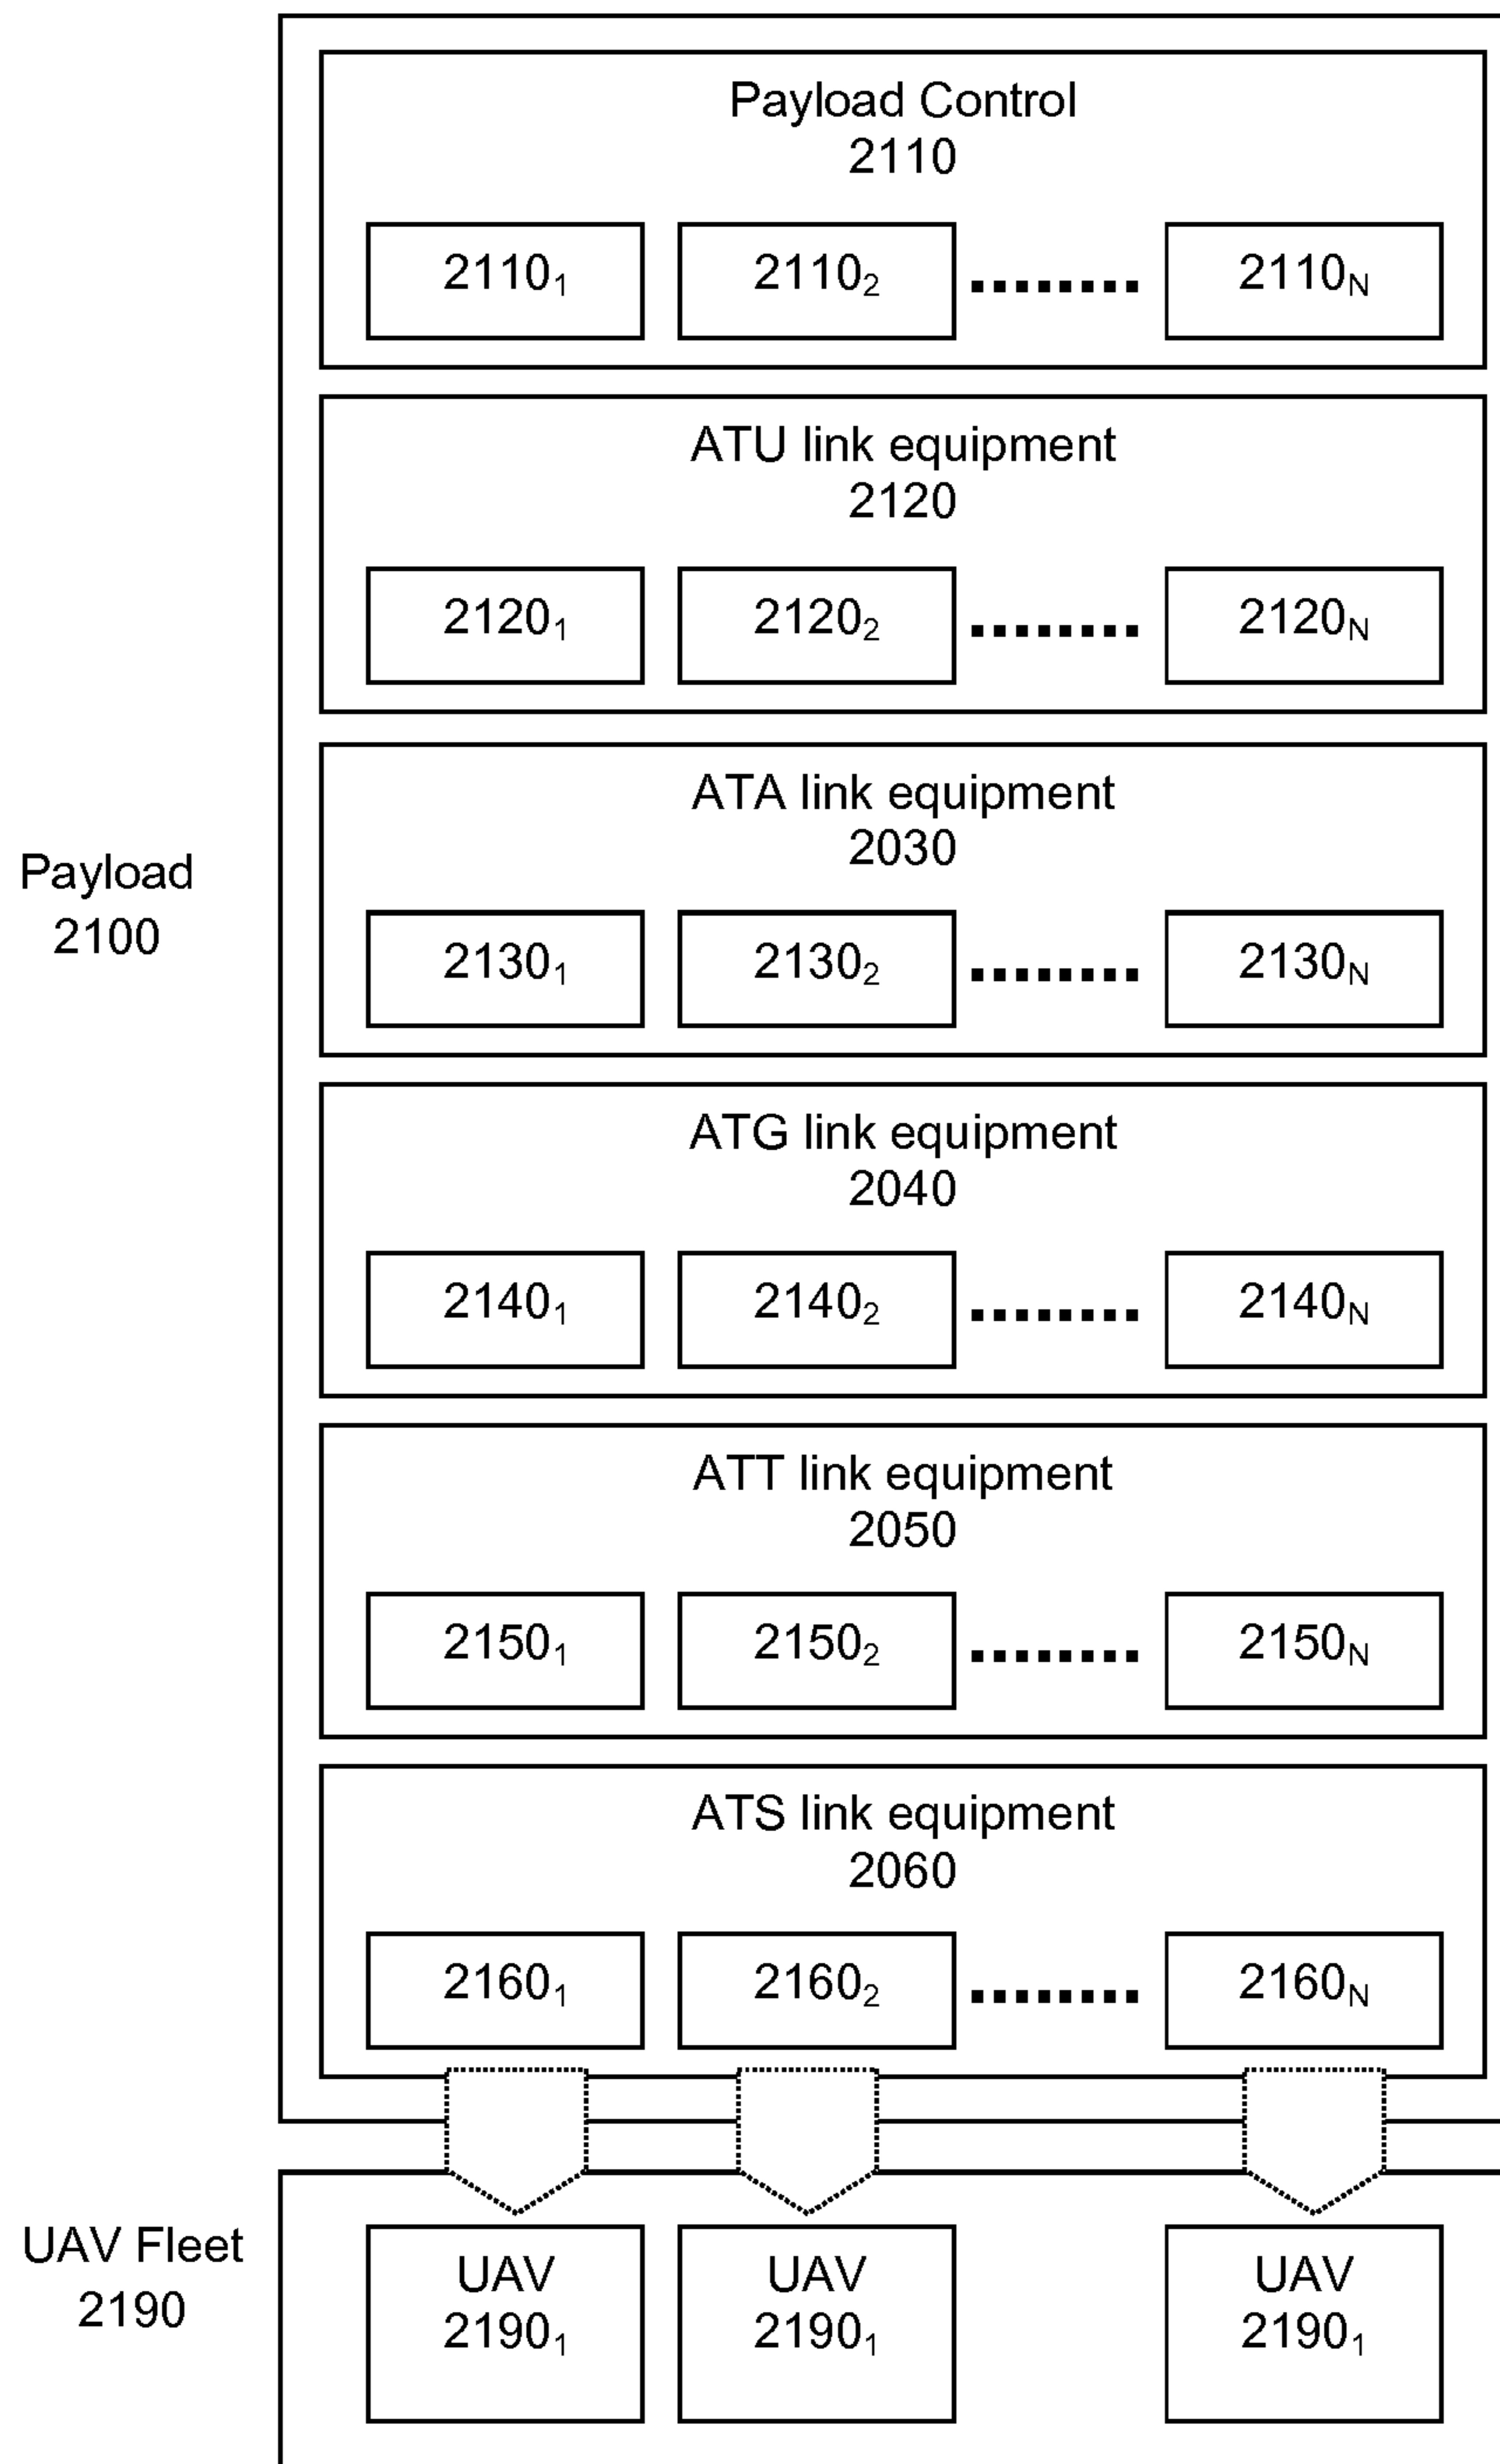 Payload Control
2110
2110₁ 2110₂ 2110N
ATU link equipment
2120
2120₁ 2120₂ 2120N
ATA link equipment
2030
2130₁ 2130₂ 2130N
Payload
2100
ATG link equipment
2040
2140₁ 2140₂ 2140N
ATT link equipment
2050
2150₁ 2150₂ 2150N
ATS link equipment
2060
2160₁ 2160₂ 2160N
UAV Fleet
2190
UAV UAV UAV
2190₁ 2190₁ 2190₁